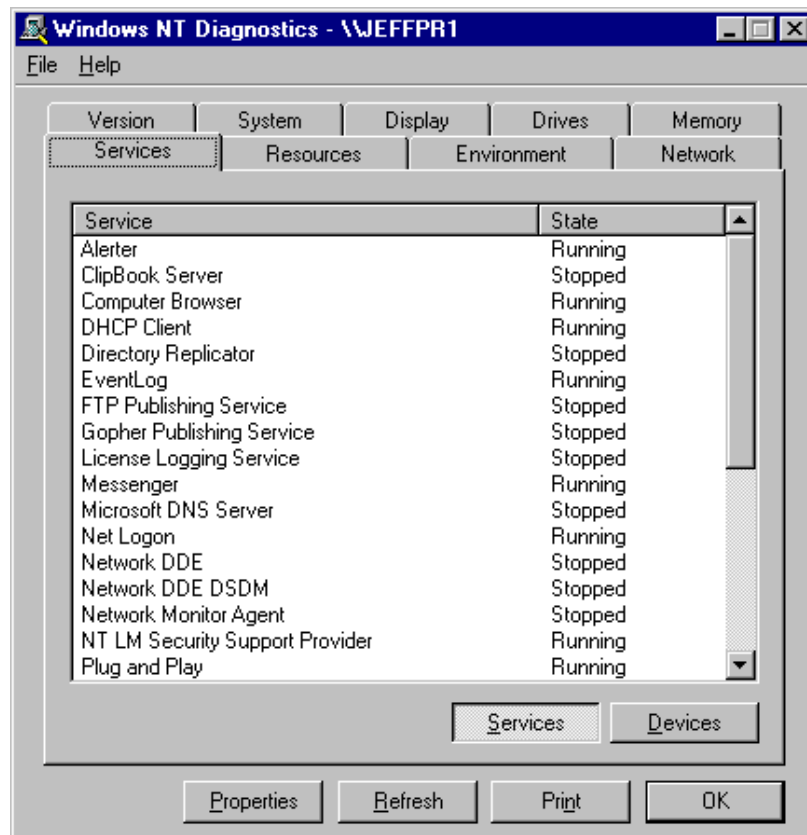 Windows NT Diagnostics - \\JEFFPR1
File Help
Version System Display Drives Memory
Services Resources Environment Network
Service State
Alerter Running
ClipBook Server Stopped
Computer Browser Running
DHCP Client Running
Directory Replicator Stopped
EventLog Running
FTP Publishing Service Stopped
Gopher Publishing Service Stopped
License Logging Service Stopped
Messenger Running
Microsoft DNS Server Stopped
Net Logon Running
Network DDE Stopped
Network DDE DSDM Stopped
Network Monitor Agent Stopped
NT LM Security Support Provider Running
Plug and Play Running
Services Devices
Properties Refresh Print OK